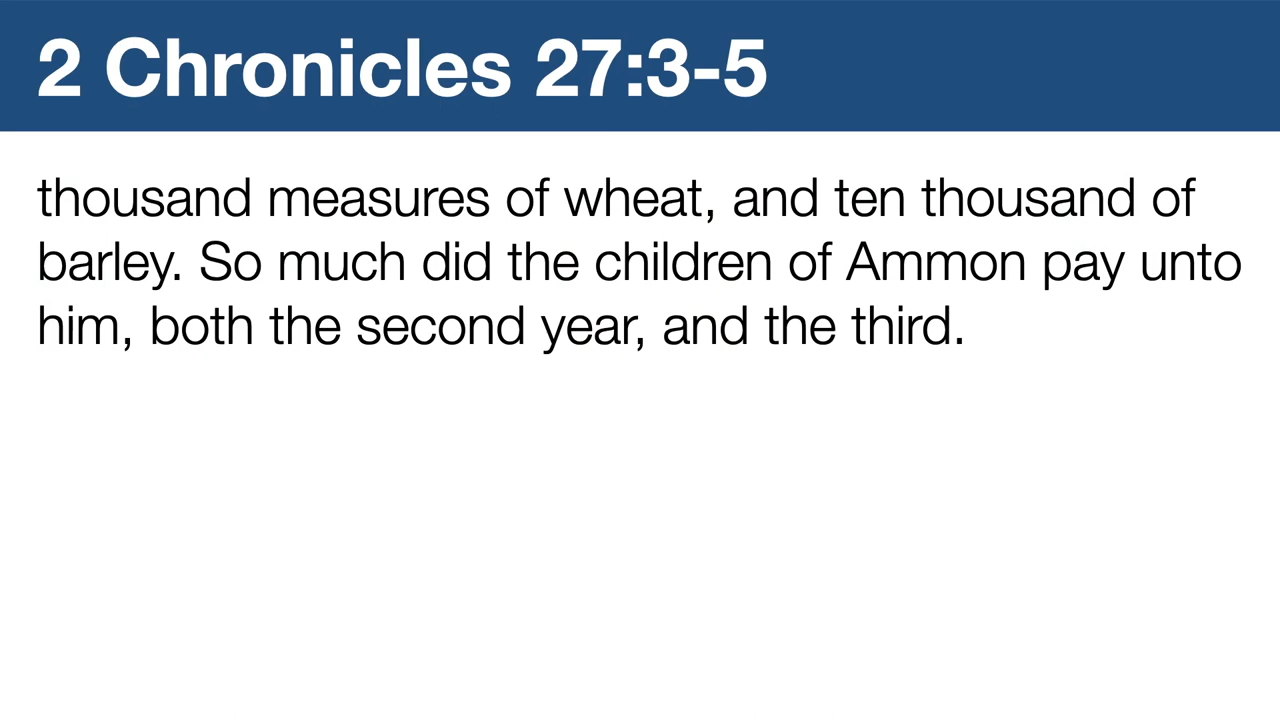 2 Chronicles 27:3-5
thousand measures of wheat, and ten thousand of
barley. So much did the children of Ammon pay unto
him, both the second year, and the third.